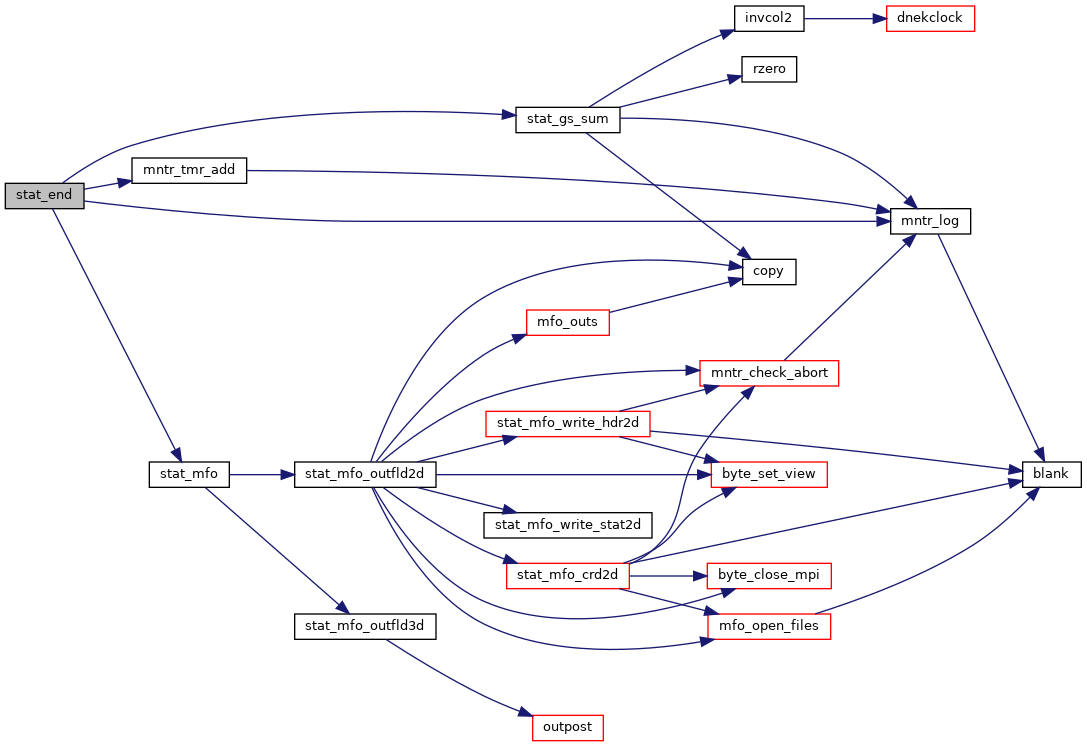 invcol2
dnekclock
rzero
stat_gs_sum
mntr_tmr_add
stat_end
mntr_log
copy
mfo_outs
mntr_check_abort
stat_mfo_write_hdr2d
stat_mfo
stat_mfo_outfld2d
byte_set_view
blank
stat_mfo_write_stat2d
stat_mfo_crd2d
byte_close_mpi
stat_mfo_outfld3d
mfo_open_files
outpost